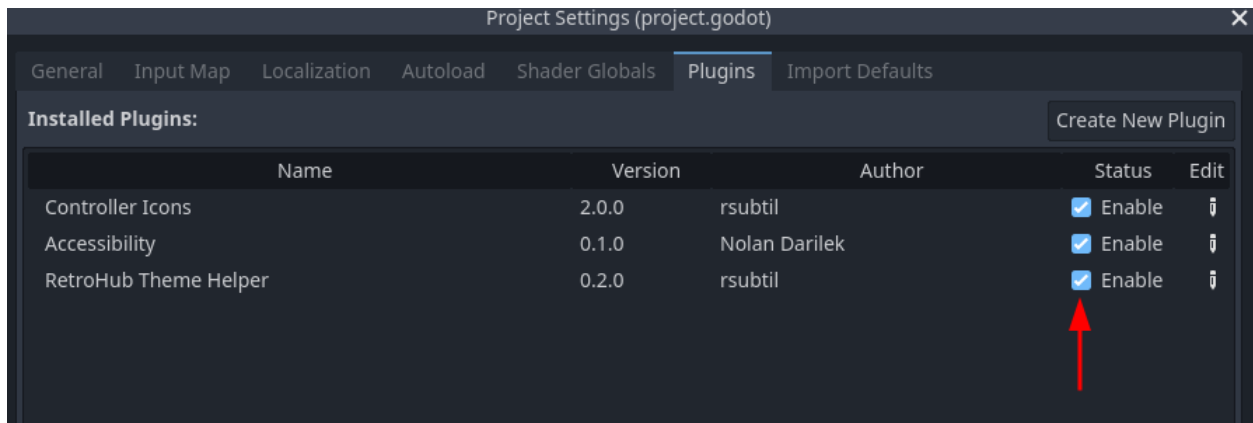 Project Settings (project.godot)
General Input Map Localization Autoload Shader Globals Plugins Import Defaults
Installed Plugins: Create New Plugin
Name Version Author Status Edit
Controller Icons 2.0.0 rsubtil Enable
Accessibility 0.1.0 Nolan Darilek Enable
RetroHub Theme Helper 0.2.0 rsubtil Enable